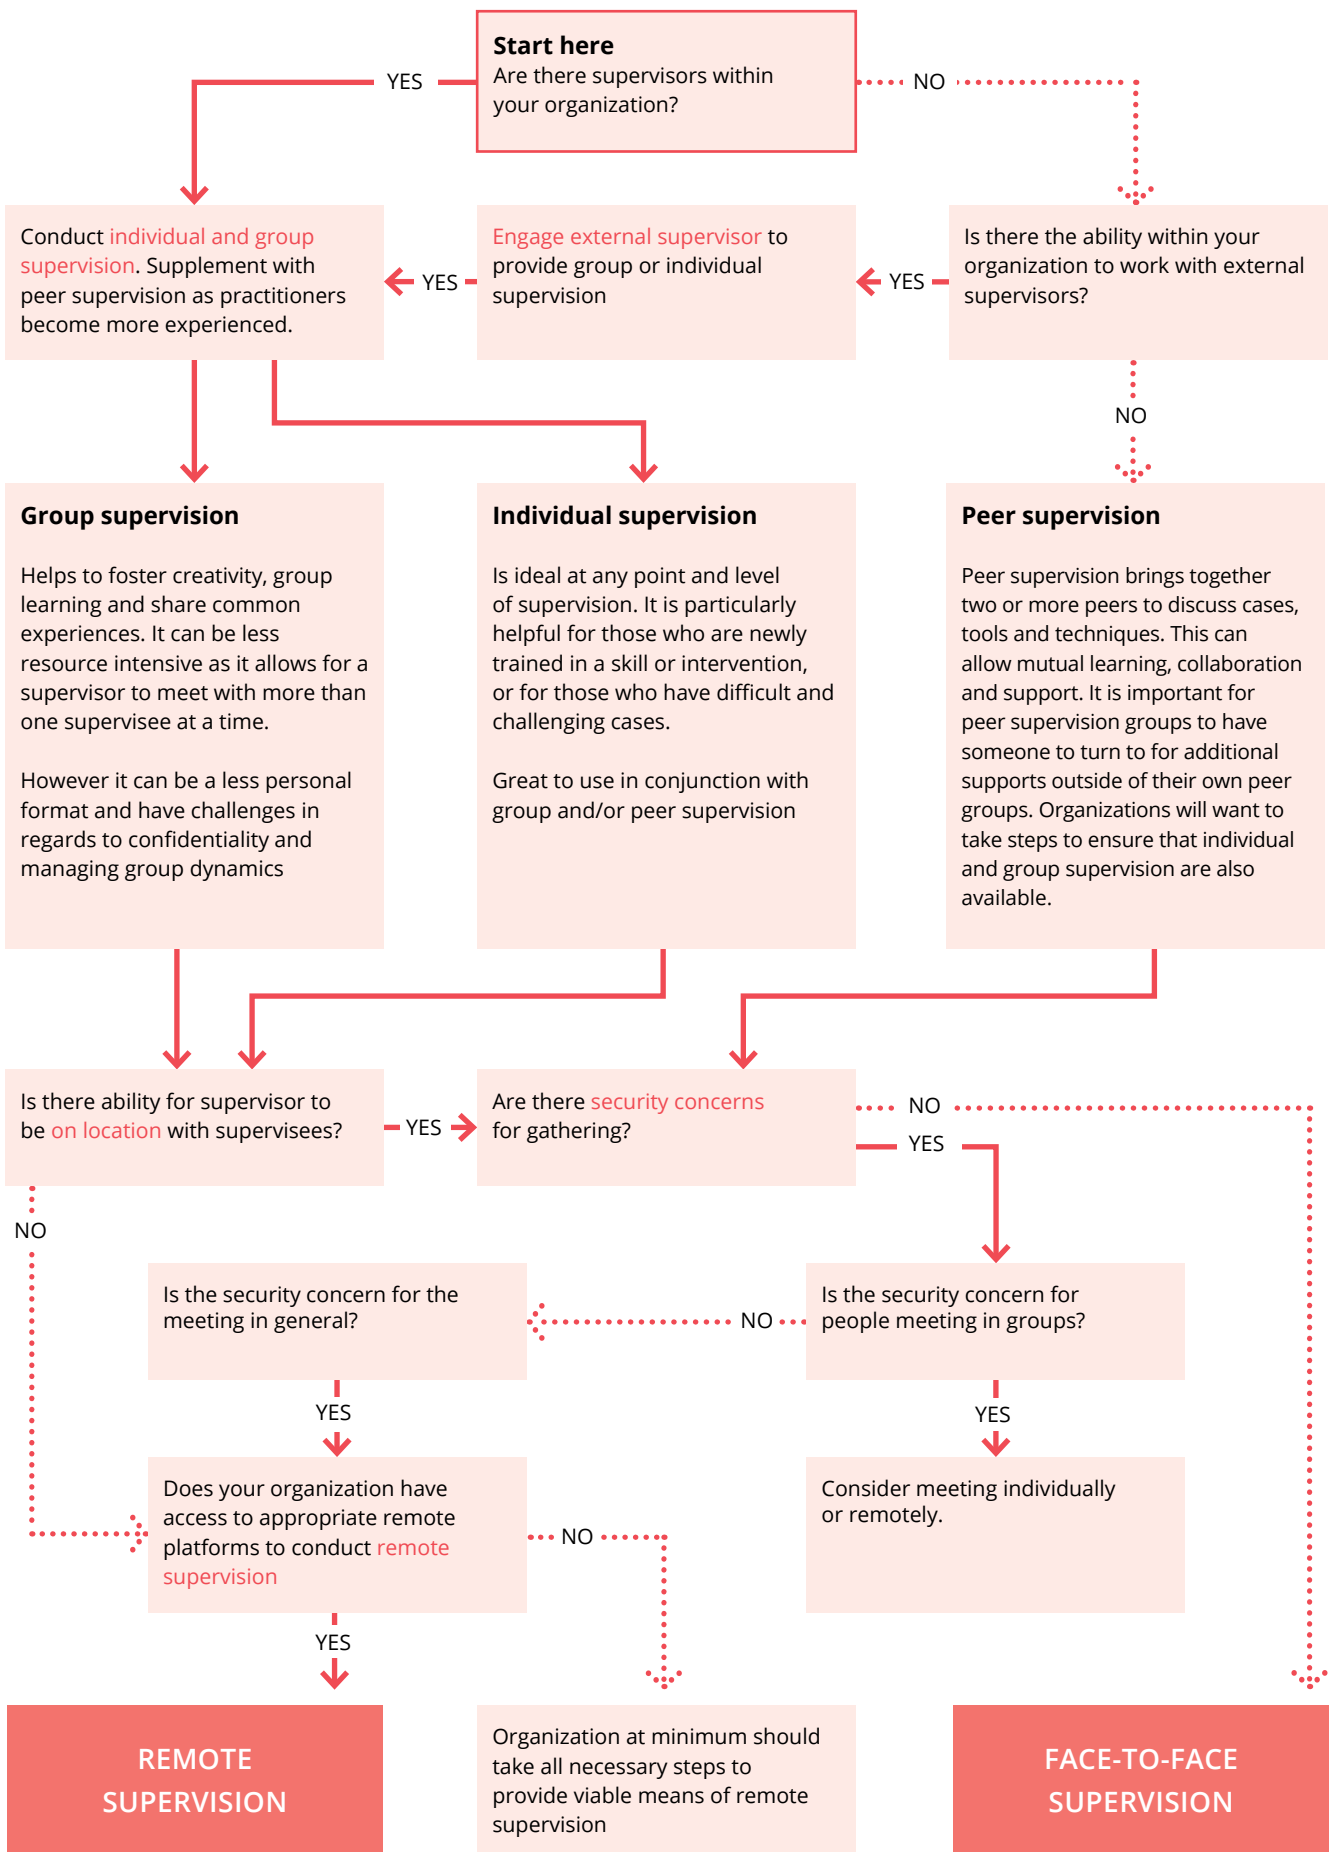 Start here
Are there supervisors within
your organization?
YES
NO
Conduct individual and group
supervision. Supplement with
peer supervision as practitioners
become more experienced.
YES
Engage external supervisor to
provide group or individual
supervision
YES
Is there the ability within your
organization to work with external
supervisors?
NO
Group supervision
Helps to foster creativity, group
learning and share common
experiences. It can be less
resource intensive as it allows for a
supervisor to meet with more than
one supervisee at a time.
However it can be a less personal
format and have challenges in
regards to confidentiality and
managing group dynamics
Individual supervision
Is ideal at any point and level
of supervision. It is particularly
helpful for those who are newly
trained in a skill or intervention,
or for those who have difficult and
challenging cases.
Great to use in conjunction with
group and/or peer supervision
Peer supervision
Peer supervision brings together
two or more peers to discuss cases,
tools and techniques. This can
allow mutual learning, collaboration
and support. It is important for
peer supervision groups to have
someone to turn to for additional
supports outside of their own peer
groups. Organizations will want to
take steps to ensure that individual
and group supervision are also
available.
Is there ability for supervisor to
be on location with supervisees?
YES
Are there security concerns
for gathering?
NO
YES
NO
Is the security concern for the
meeting in general?
NO
Is the security concern for
people meeting in groups?
YES
YES
Does your organization have
access to appropriate remote
platforms to conduct remote
supervision
NO
Consider meeting individually
or remotely.
YES
REMOTE
SUPERVISION
Organization at minimum should
take all necessary steps to
provide viable means of remote
supervision
FACE-TO-FACE
SUPERVISION